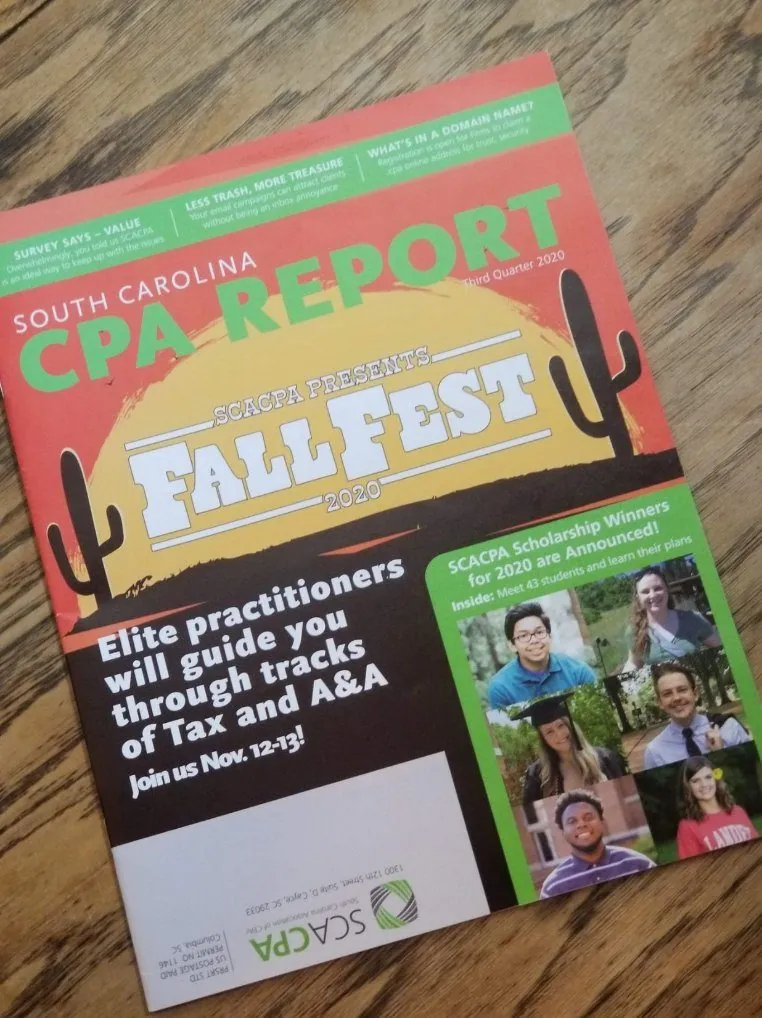 SURVEY SAYS – VALUE
Overwhelmingly, you told us SCACPA
is an ideal way to keep up with the issues
LESS TRASH, MORE TREASURE
Your email campaigns can attract clients
without being an inbox annoyance
WHAT'S IN A DOMAIN NAME?
Registration is open for firms to claim a
.cpa online address for trust, security
SOUTH CAROLINA
CPA REPORT
Third Quarter 2020
SCACPA PRESENTS
FALLFEST
2020
Elite practitioners
will guide you
through tracks
of Tax and A&A
Join us Nov. 12-13!
SCACPA Scholarship Winners
for 2020 are Announced!
Inside: Meet 43 students and learn their plans
LANDE
SCACPA
South Carolina Association of CPAs
1300 12th Street, Suite D, Cayce, SC 29033
PRSRT STD
US POSTAGE PAID
PERMIT NO 1146
Columbia, SC